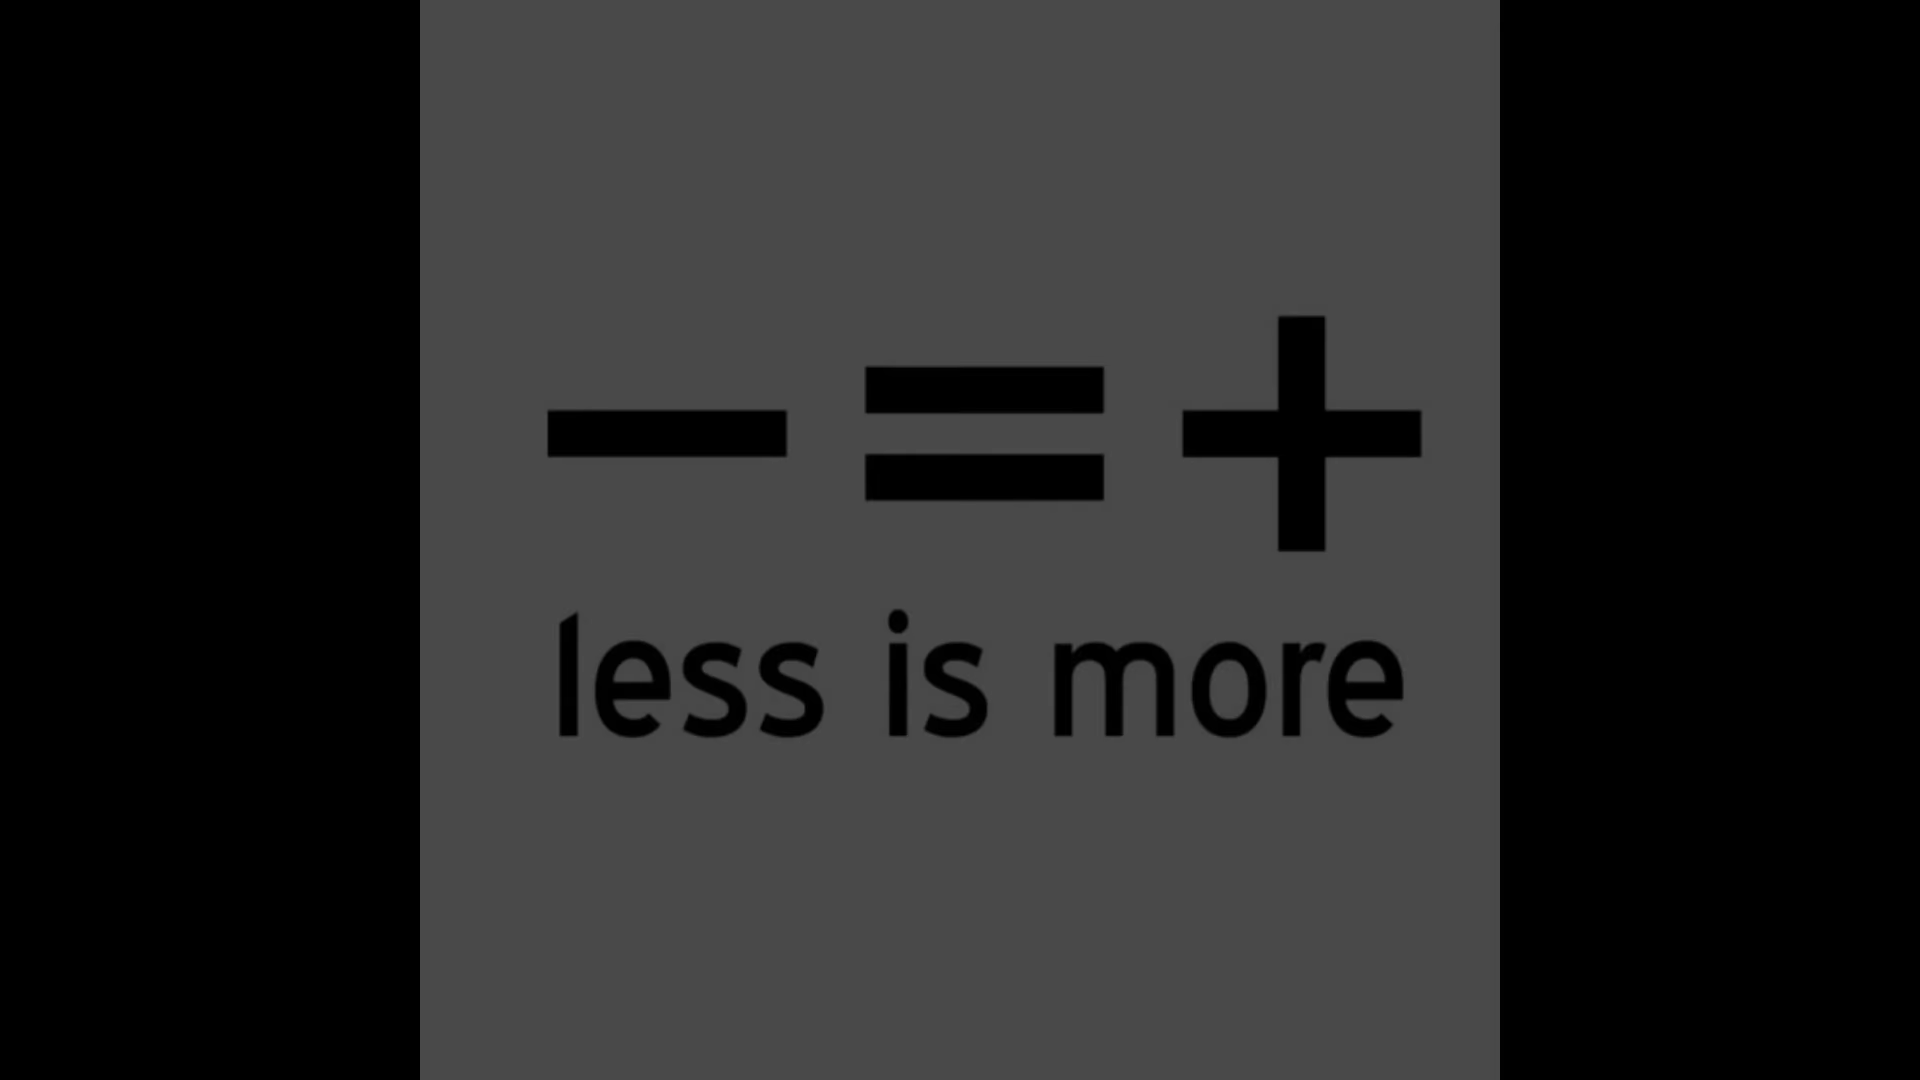 − = +
less is more